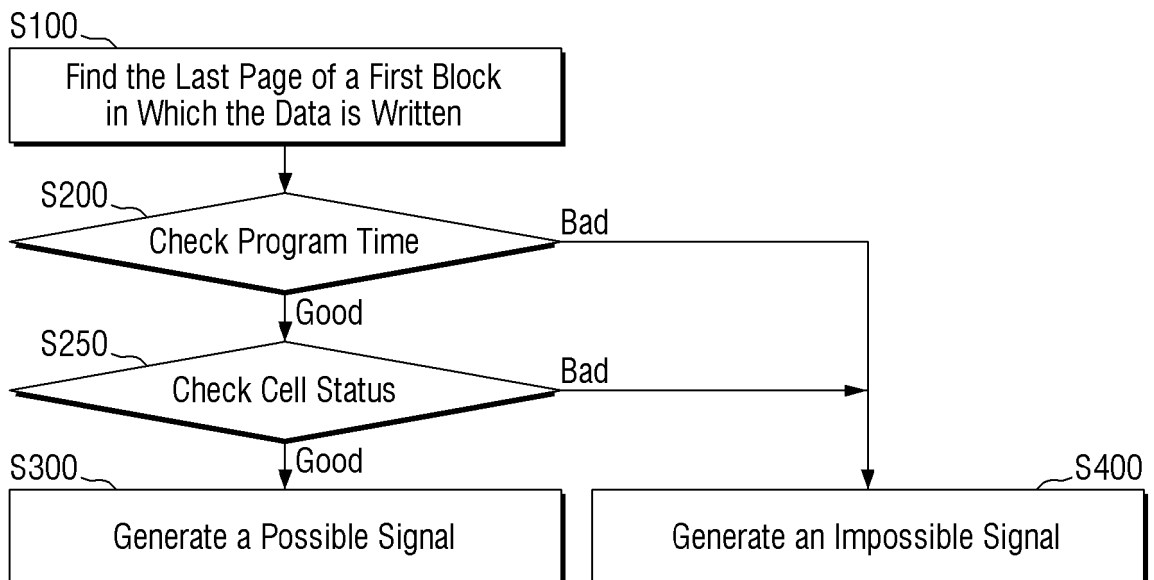 S100
Find the Last Page of a First Block
in Which the Data is Written
S200
Check Program Time
Bad
Good
S250
Check Cell Status
Bad
Good
S300
Generate a Possible Signal
S400
Generate an Impossible Signal